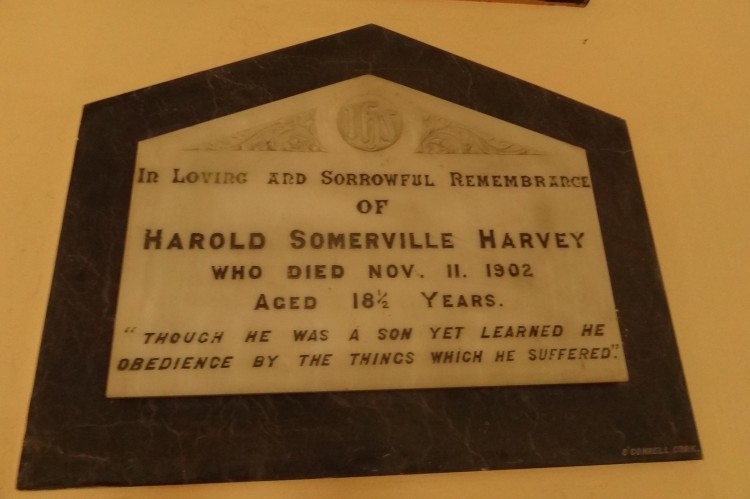 IHS
IN LOVING AND SORROWFUL REMEMBRANCE
OF
HAROLD SOMERVILLE HARVEY
WHO DIED NOV. 11. 1902
AGED 18½ YEARS.
"THOUGH HE WAS A SON YET LEARNED HE
OBEDIENCE BY THE THINGS WHICH HE SUFFERED".
O'CONNELL, CORK.